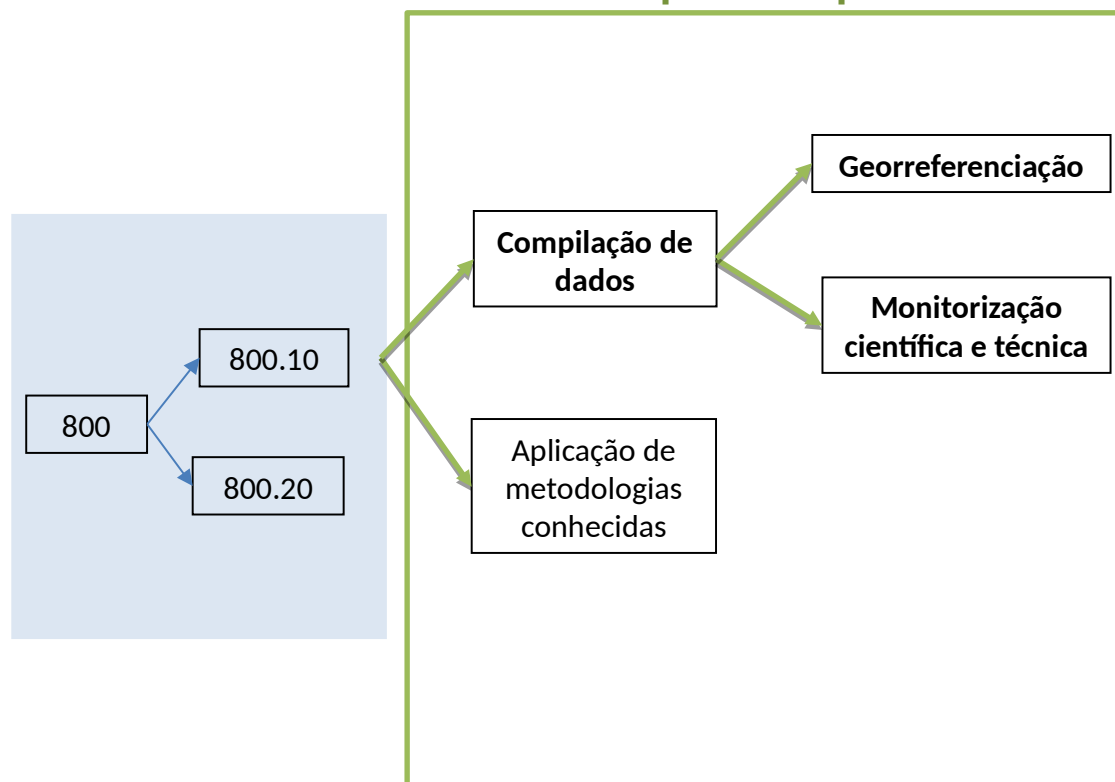 800
800.10
800.20
Compilação de
dados
Aplicação de
metodologias
conhecidas
Georreferenciação
Monitorização
científica e técnica